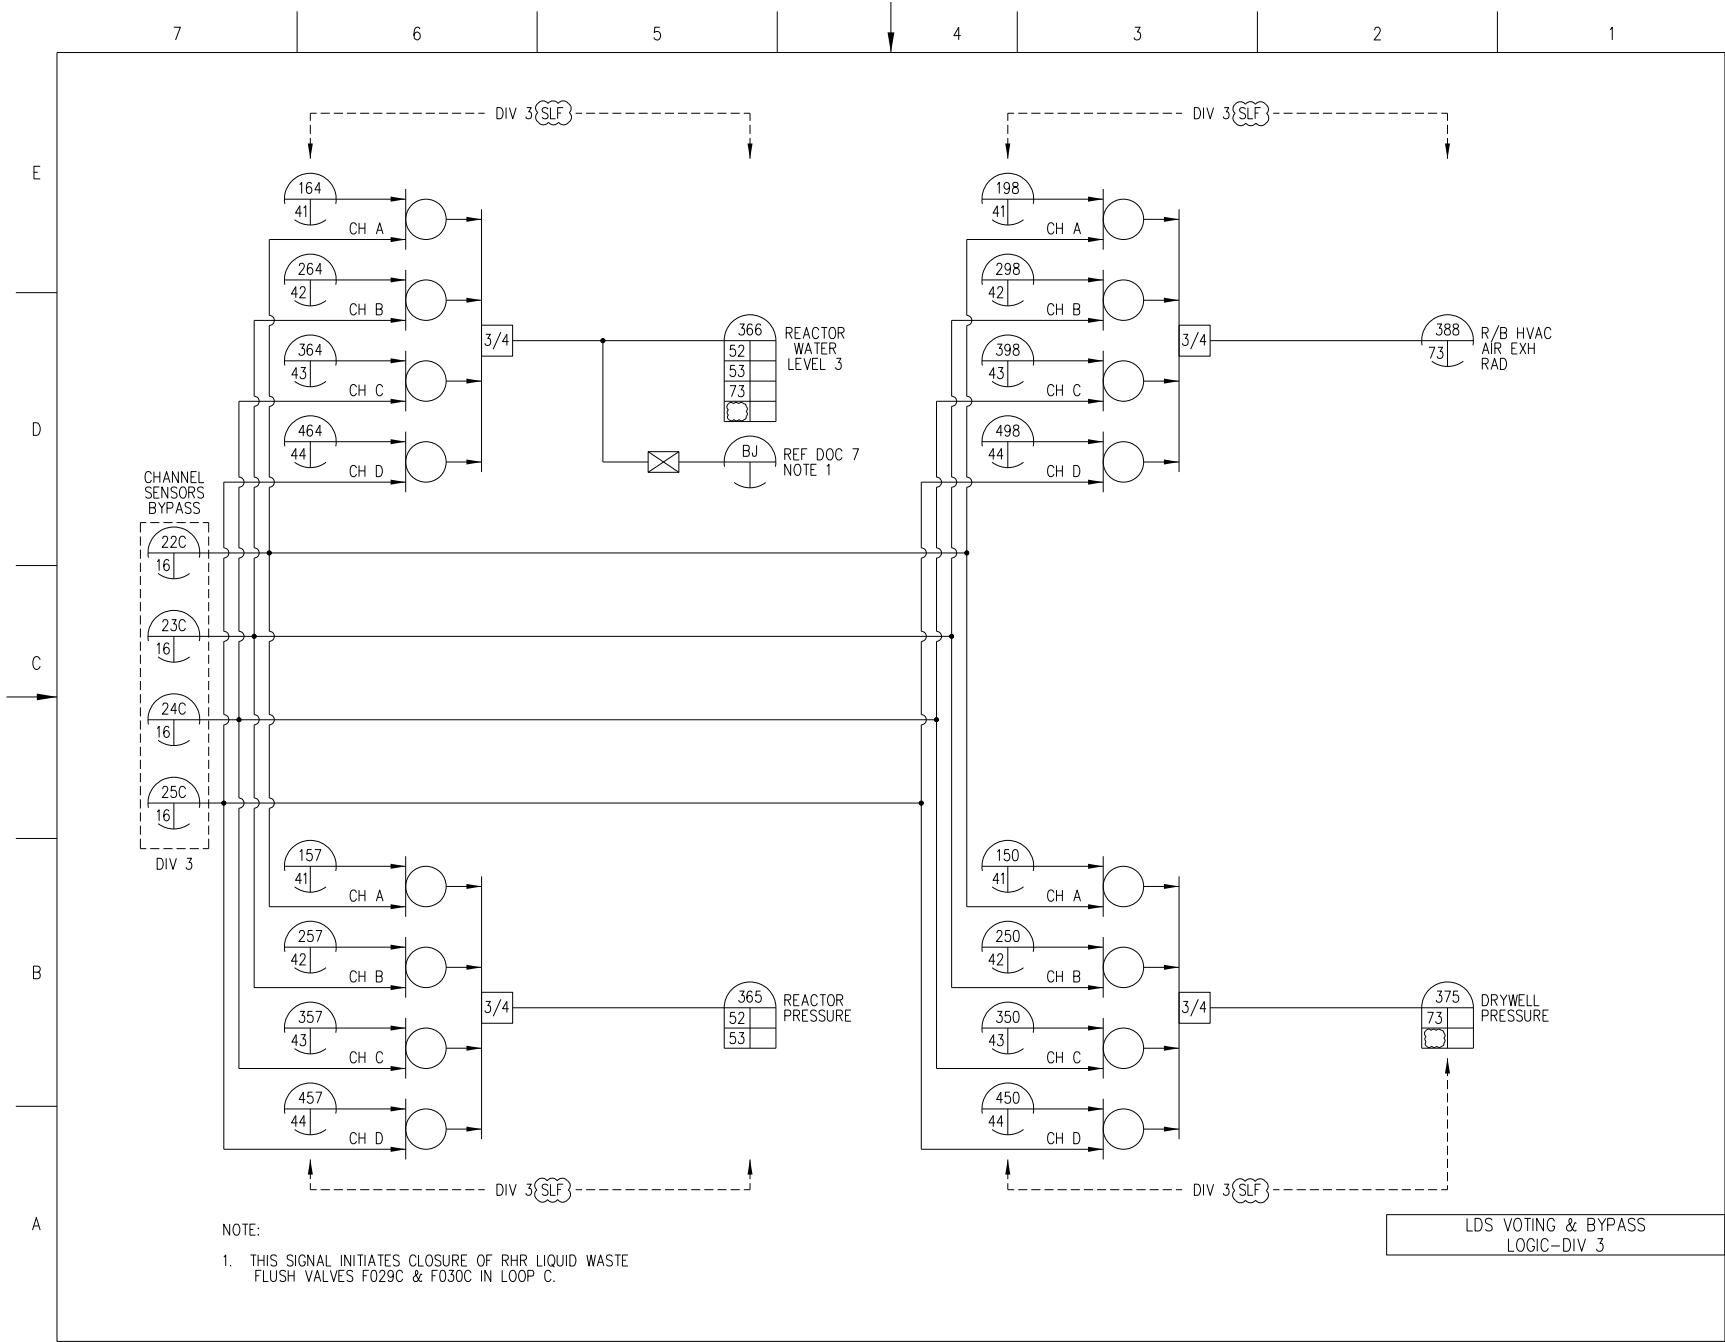 7 6 5 4 3 2 1
E
D
C
B
A
DIV 3 SLF
164
41
CH A
264
42
CH B
364
43
CH C
464
44
CH D
3/4
366
52
53
73
REACTOR
WATER
LEVEL 3
BJ
REF DOC 7
NOTE 1
DIV 3 SLF
198
41
CH A
298
42
CH B
398
43
CH C
498
44
CH D
3/4
388
73
R/B HVAC
AIR EXH
RAD
CHANNEL
SENSORS
BYPASS
22C
16
23C
16
24C
16
25C
16
DIV 3
157
41
CH A
257
42
CH B
357
43
CH C
457
44
CH D
3/4
365
52
53
REACTOR
PRESSURE
DIV 3 SLF
150
41
CH A
250
42
CH B
350
43
CH C
450
44
CH D
3/4
375
73
DRYWELL
PRESSURE
DIV 3 SLF
NOTE:
1. THIS SIGNAL INITIATES CLOSURE OF RHR LIQUID WASTE
FLUSH VALVES F029C & F030C IN LOOP C.
LDS VOTING & BYPASS
LOGIC-DIV 3